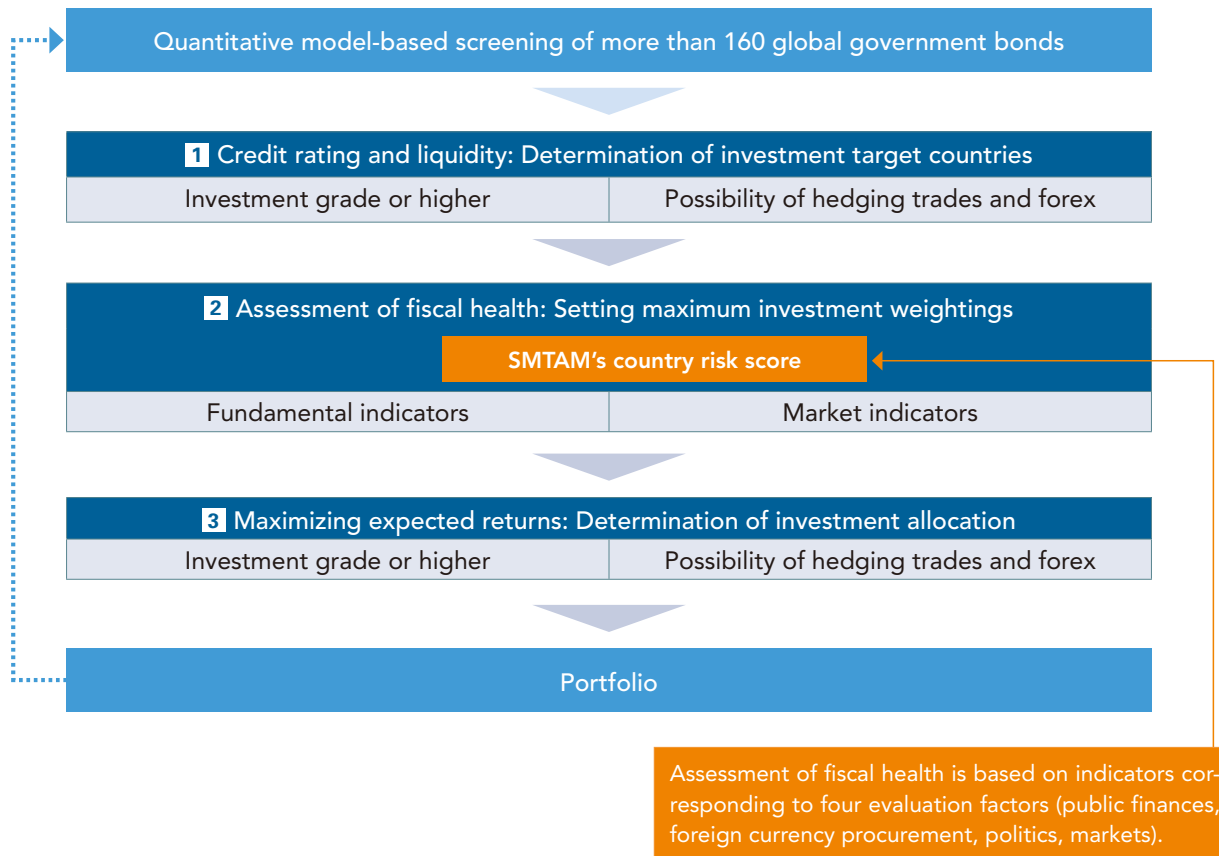 Quantitative model-based screening of more than 160 global government bonds
1 Credit rating and liquidity: Determination of investment target countries
Investment grade or higher
Possibility of hedging trades and forex
2 Assessment of fiscal health: Setting maximum investment weightings
SMTAM's country risk score
Fundamental indicators
Market indicators
3 Maximizing expected returns: Determination of investment allocation
Investment grade or higher
Possibility of hedging trades and forex
Portfolio
Assessment of fiscal health is based on indicators cor-
responding to four evaluation factors (public finances,
foreign currency procurement, politics, markets).